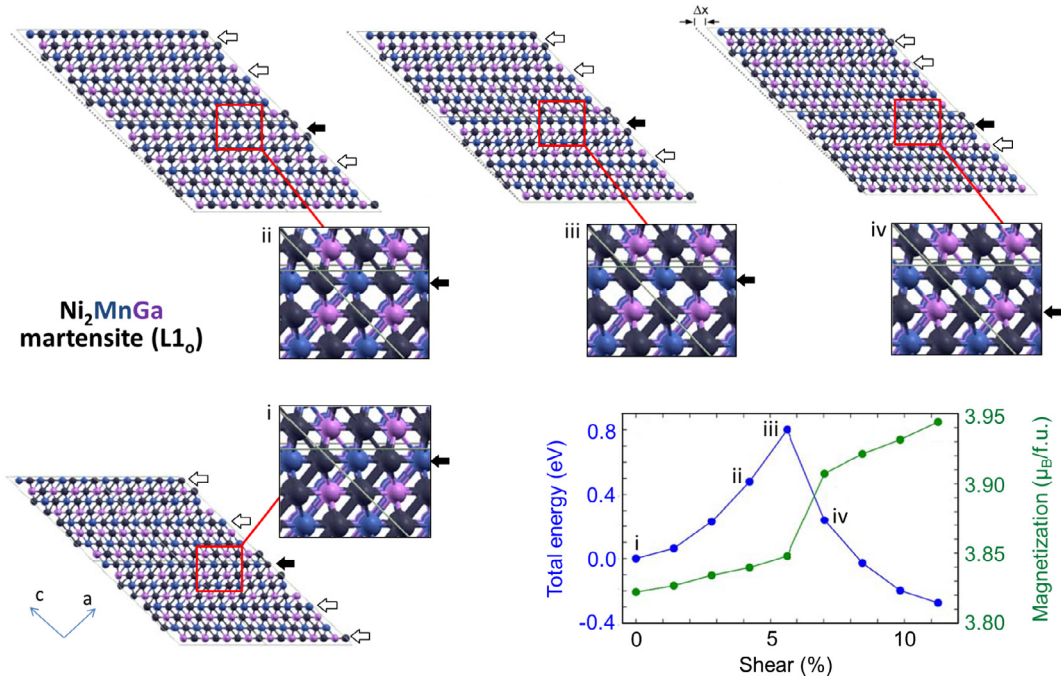 Δx
ii
iii
iv
Ni₂MnGa
martensite (L1ₒ)
i
c
a
Total energy (eV)
0.8
0.4
0.0
-0.4
i
ii
iii
iv
3.95
3.90
3.85
3.80
Magnetization (μ_B/f.u.)
0
5
10
Shear (%)